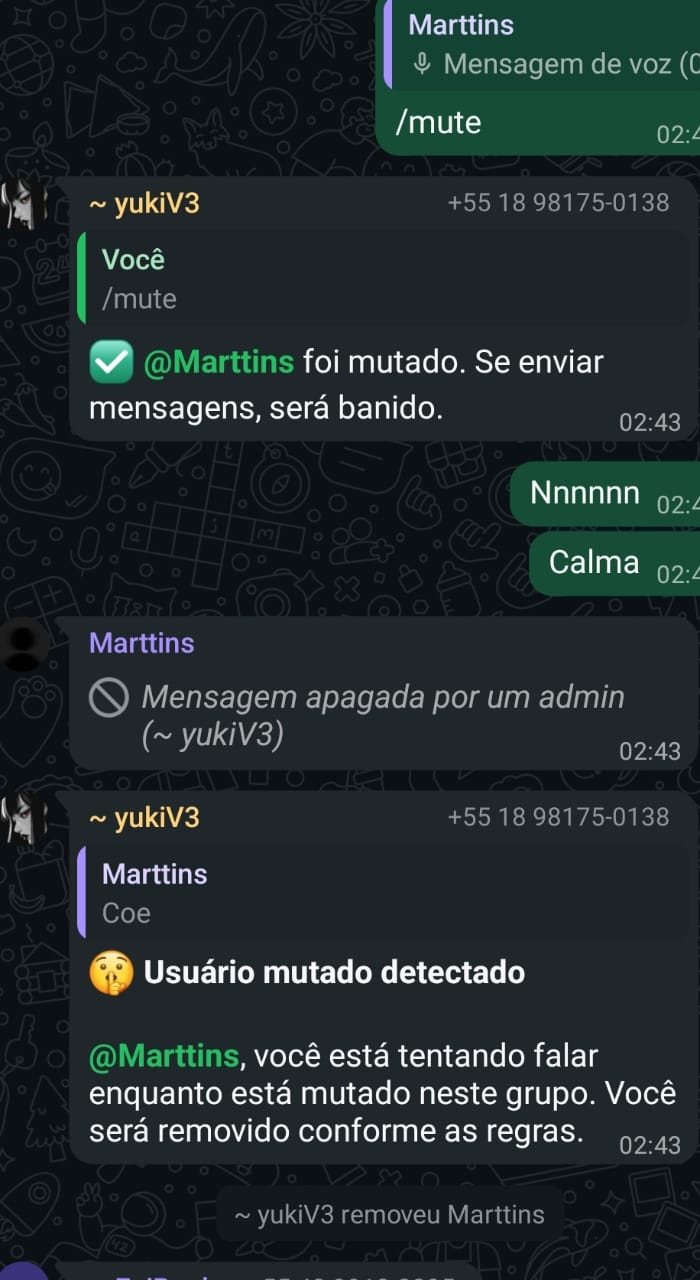 Marttins
Mensagem de voz (0
/mute
02:4
~ yukiV3
+55 18 98175-0138
Você
/mute
✅ @Marttins foi mutado. Se enviar
mensagens, será banido.
02:43
Nnnnnn
02:4
Calma
02:4
Marttins
Mensagem apagada por um admin
(~ yukiV3)
02:43
~ yukiV3
+55 18 98175-0138
Marttins
Coe
🤫 Usuário mutado detectado
@Marttins, você está tentando falar
enquanto está mutado neste grupo. Você
será removido conforme as regras.
02:43
~ yukiV3 removeu Marttins